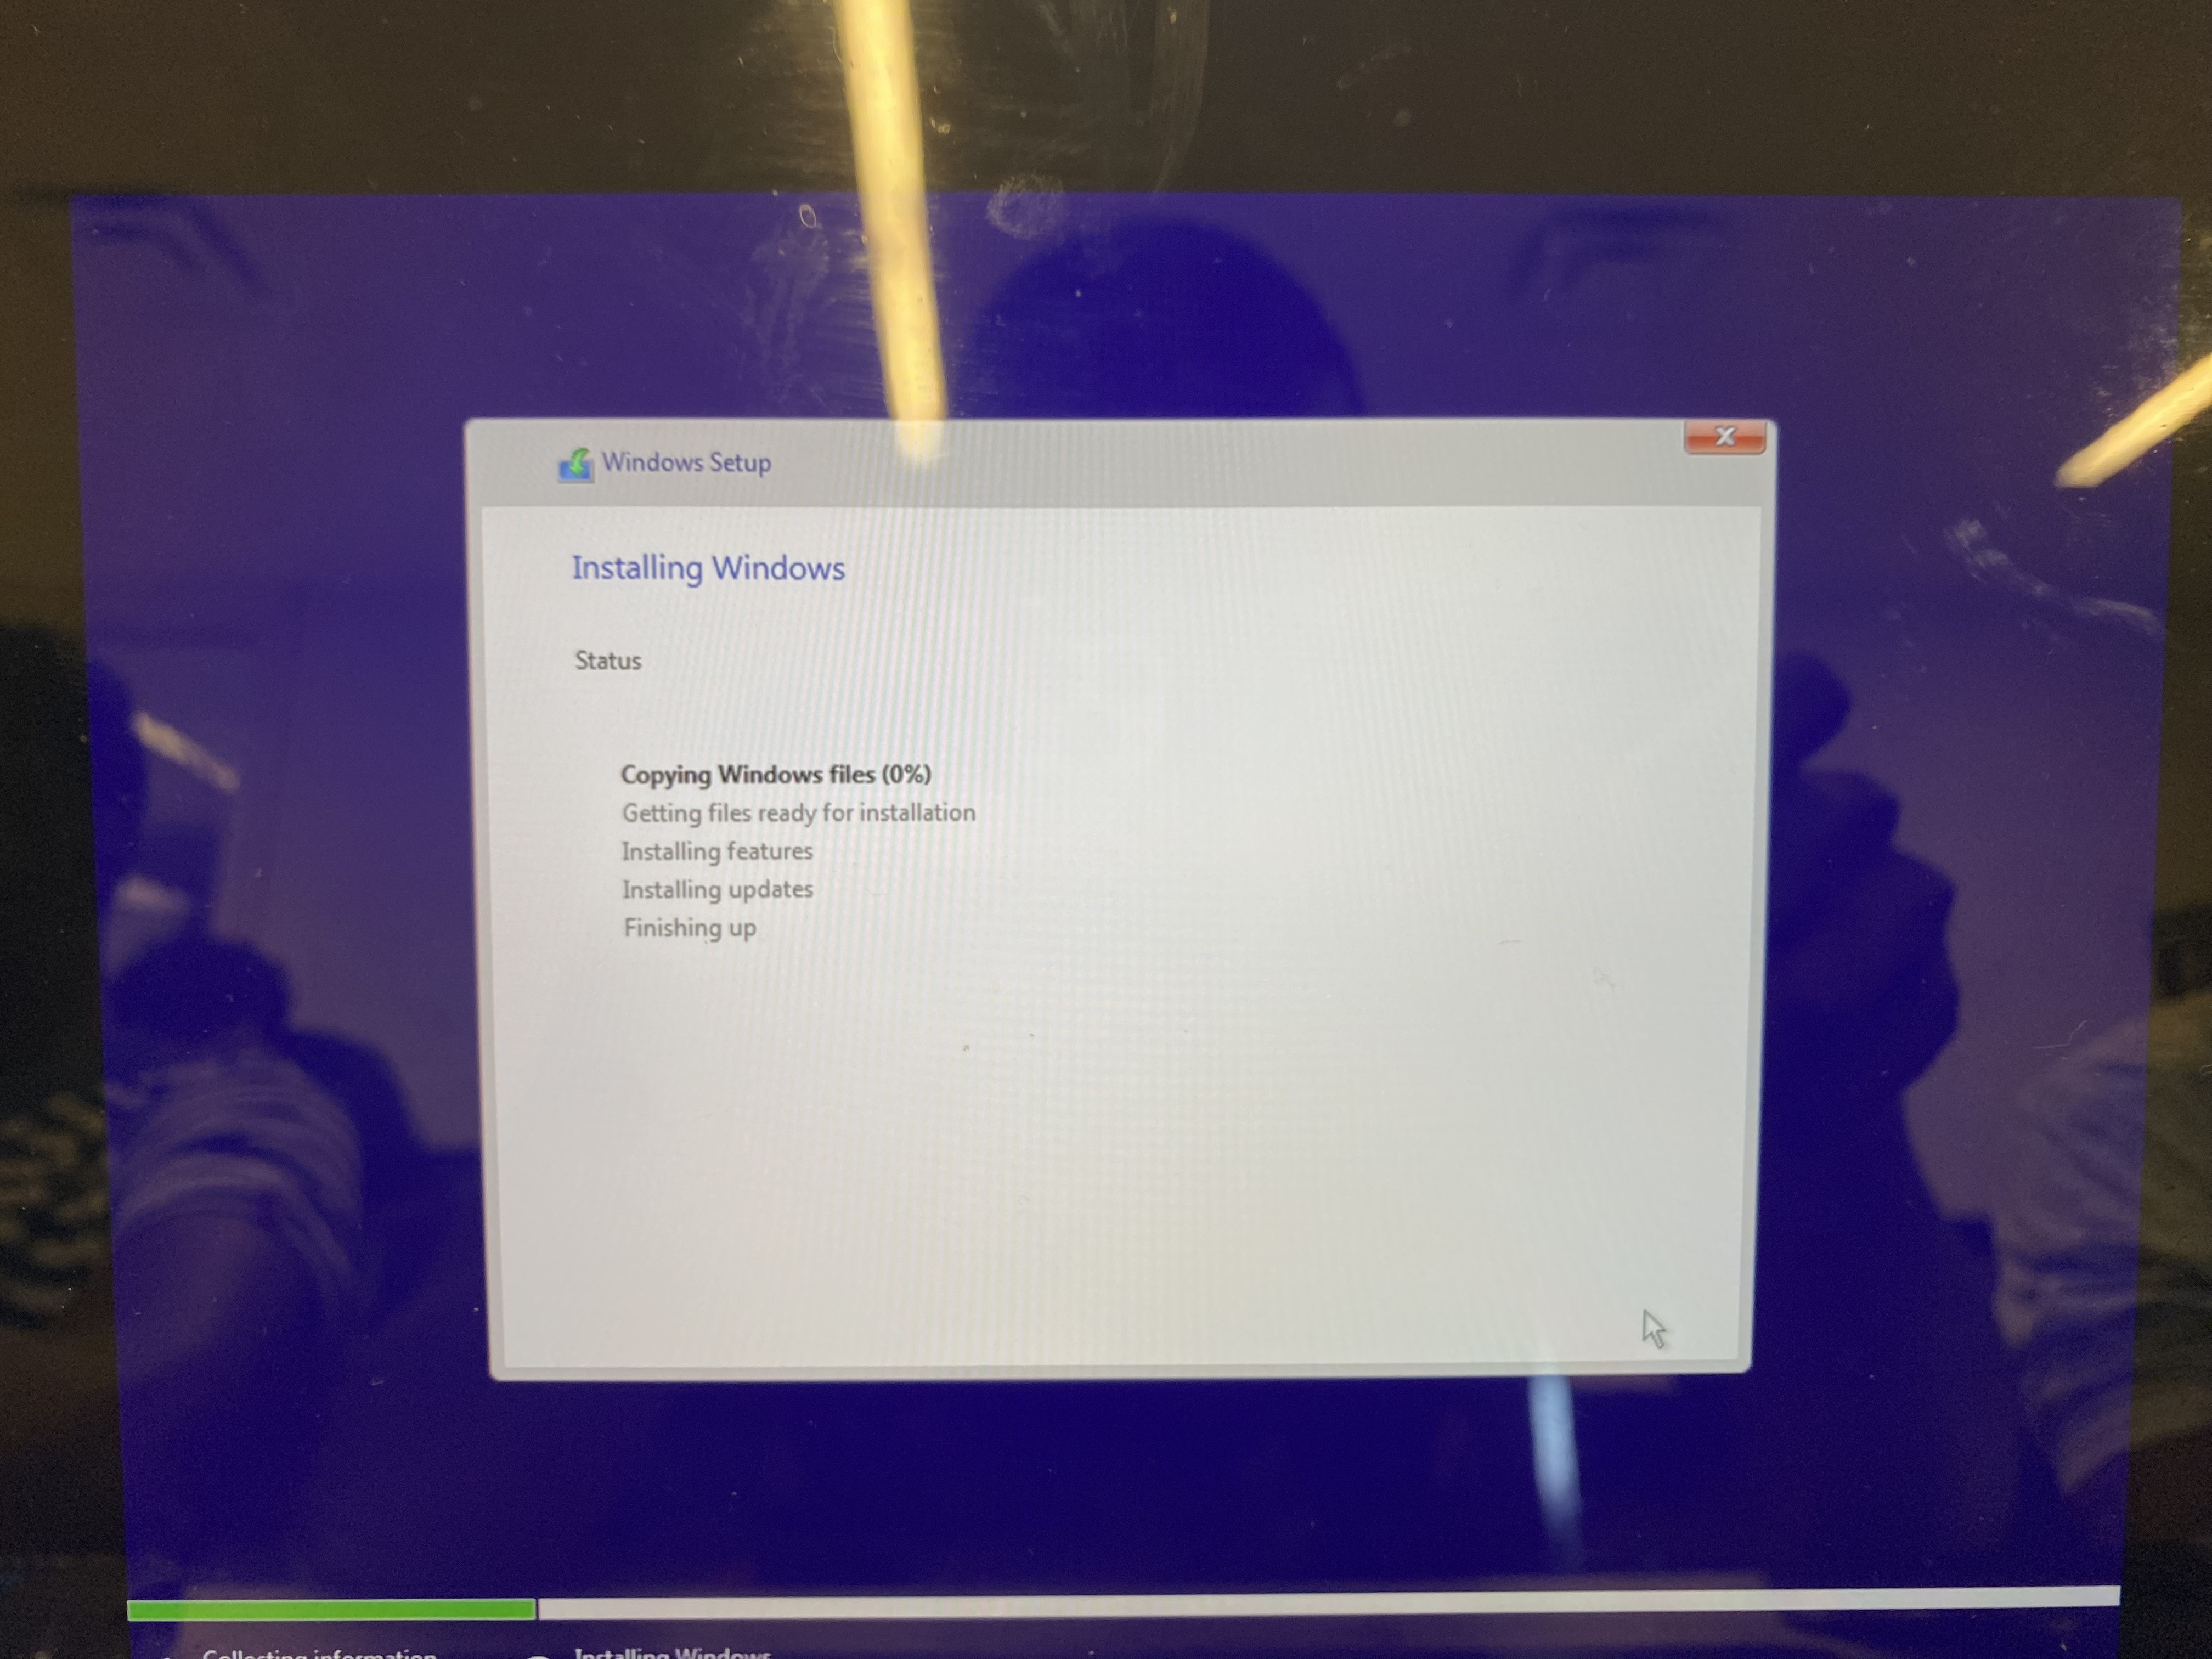 Windows Setup
Installing Windows
Status
Copying Windows files (0%)
Getting files ready for installation
Installing features
Installing updates
Finishing up
Collecting information
Installing Windows